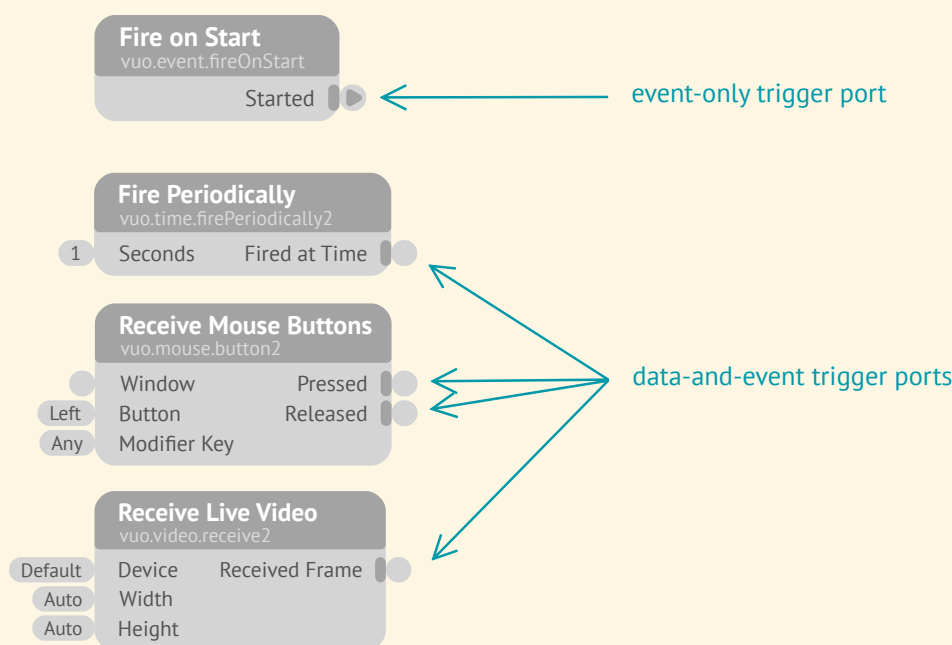 Fire on Start
vuo.event.fireOnStart
Started
event-only trigger port
Fire Periodically
vuo.time.firePeriodically2
1 Seconds Fired at Time
Receive Mouse Buttons
vuo.mouse.button2
Window Pressed
data-and-event trigger ports
Left Button Released
Any Modifier Key
Receive Live Video
vuo.video.receive2
Default Device Received Frame
Auto Width
Auto Height